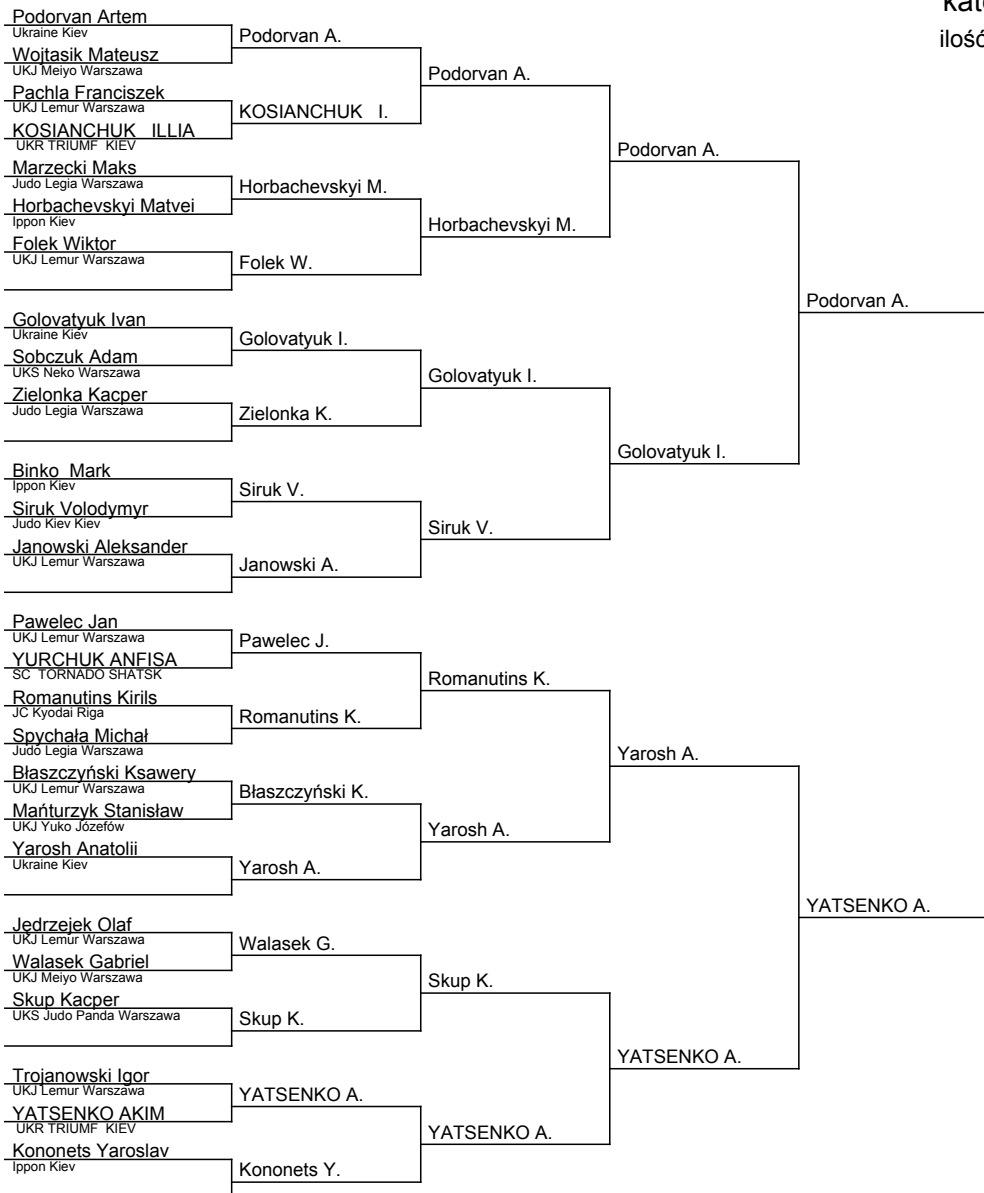 kate
ilość
Podorvan Artem
Ukraine Kiev
Wojtasik Mateusz
UKJ Meiyo Warszawa
Pachla Franciszek
UKJ Lemur Warszawa
KOSIANCHUK ILLIA
UKR TRIUMF KIEV
Marzecki Maks
Judo Legia Warszawa
Horbachevskyi Matvei
Ippon Kiev
Folek Wiktor
UKJ Lemur Warszawa
Golovatyuk Ivan
Ukraine Kiev
Sobczuk Adam
UKS Neko Warszawa
Zielonka Kacper
Judo Legia Warszawa
Binko Mark
Ippon Kiev
Siruk Volodymyr
Judo Kiev Kiev
Janowski Aleksander
UKJ Lemur Warszawa
Pawelec Jan
UKJ Lemur Warszawa
YURCHUK ANFISA
SC TORNADO SHATSK
Romanutins Kirils
JC Kyodai Riga
Spychała Michał
Judo Legia Warszawa
Błaszczyński Ksawery
UKJ Lemur Warszawa
Mańturzyk Stanisław
UKJ Yuko Józefów
Yarosh Anatolii
Ukraine Kiev
Jędrzejek Olaf
UKJ Lemur Warszawa
Walasek Gabriel
UKJ Meiyo Warszawa
Skup Kacper
UKS Judo Panda Warszawa
Trojanowski Igor
UKJ Lemur Warszawa
YATSENKO AKIM
UKR TRIUMF KIEV
Kononets Yaroslav
Ippon Kiev
Podorvan A.
KOSIANCHUK I.
Horbachevskyi M.
Folek W.
Golovatyuk I.
Zielonka K.
Siruk V.
Janowski A.
Pawelec J.
Romanutins K.
Błaszczyński K.
Yarosh A.
Walasek G.
Skup K.
YATSENKO A.
Kononets Y.
Podorvan A.
Horbachevskyi M.
Golovatyuk I.
Siruk V.
Romanutins K.
Yarosh A.
Skup K.
YATSENKO A.
Podorvan A.
Golovatyuk I.
Yarosh A.
YATSENKO A.
Podorvan A.
YATSENKO A.